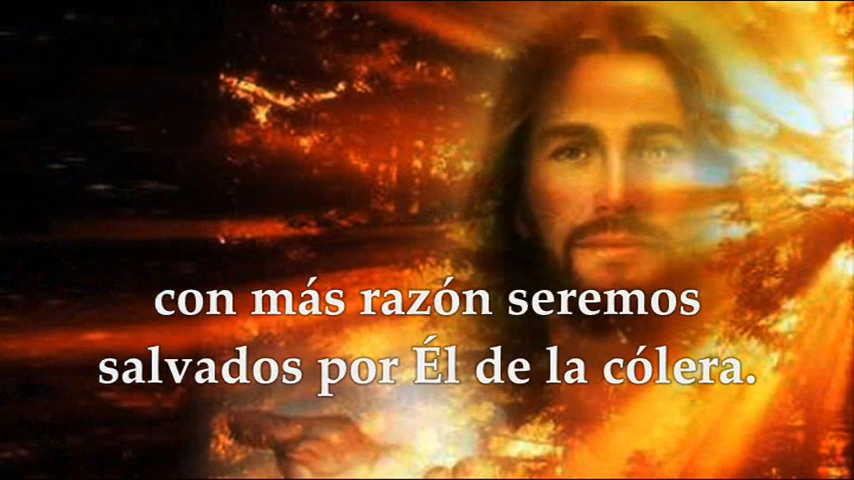 con más razón seremos
salvados por Él de la cólera.